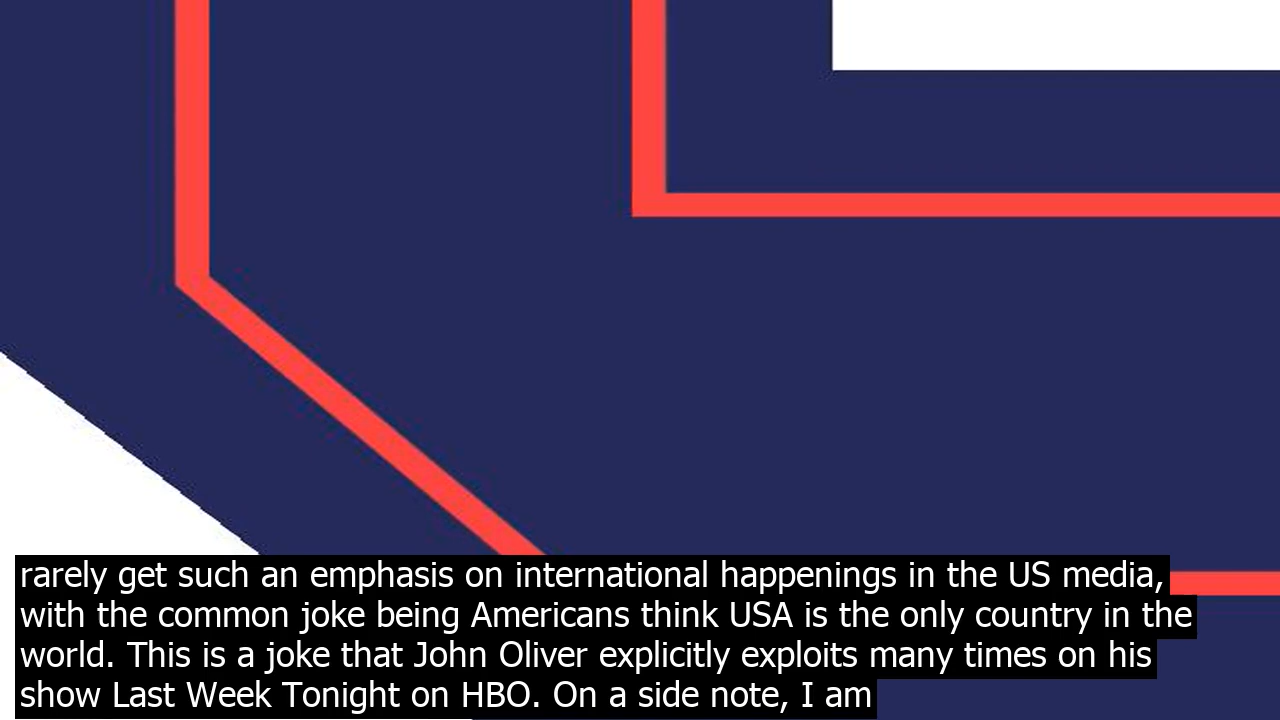 rarely get such an emphasis on international happenings in the US media,
with the common joke being Americans think USA is the only country in the
world. This is a joke that John Oliver explicitly exploits many times on his
show Last Week Tonight on HBO. On a side note, I am